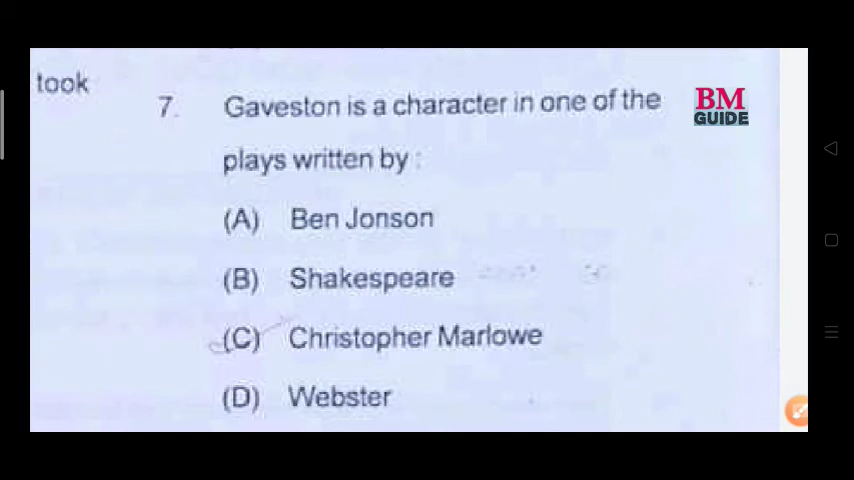 took
7. Gaveston is a character in one of the
plays written by :
(A) Ben Jonson
(B) Shakespeare
(C) Christopher Marlowe
(D) Webster
BM
GUIDE